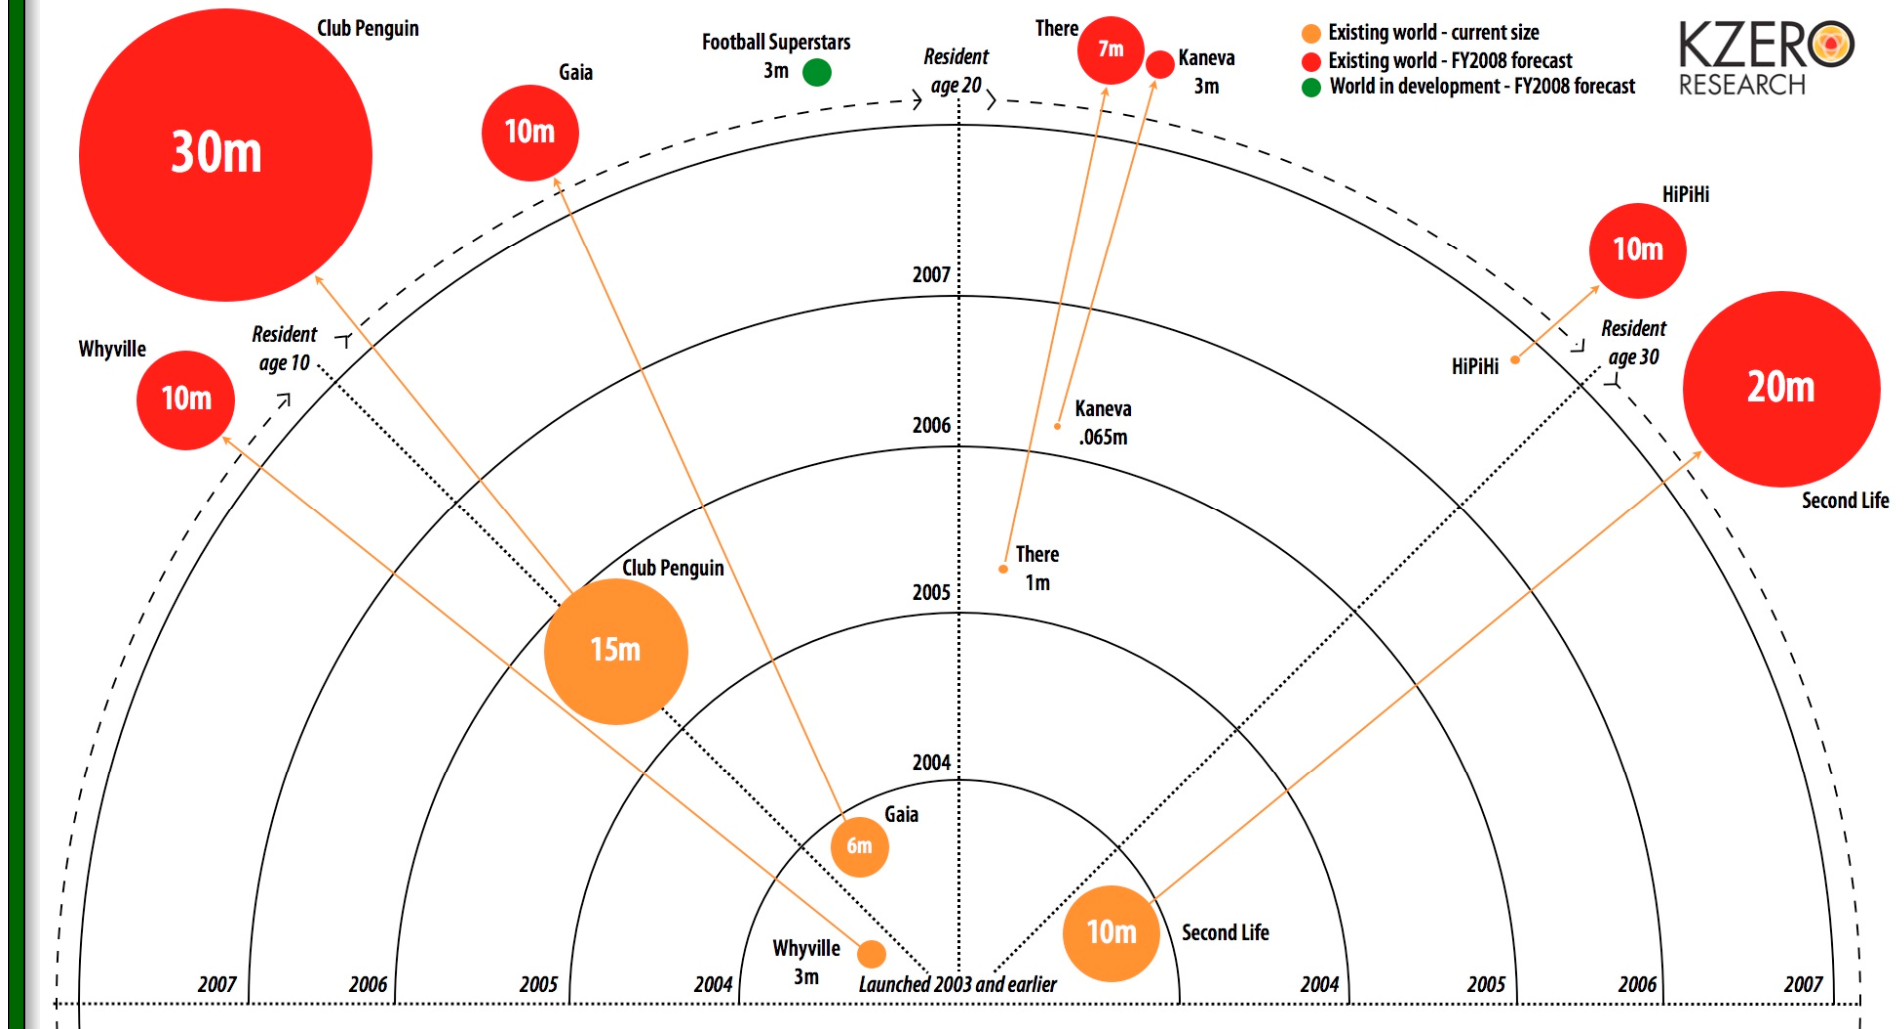 Club Penguin
30m
Gaia
10m
Football Superstars
3m
Resident
age 20
There
7m
Kaneva
3m
Existing world - current size
Existing world - FY2008 forecast
World in development - FY2008 forecast
KZERO
RESEARCH
HiPiHi
10m
Resident
age 10
Whyville
10m
2007
Resident
age 30
HiPiHi
20m
Second Life
Kaneva
.065m
2006
There
1m
Club Penguin
15m
2005
2004
Gaia
6m
10m
Second Life
Whyville
3m
Launched 2003 and earlier
2007
2006
2005
2004
2004
2005
2006
2007